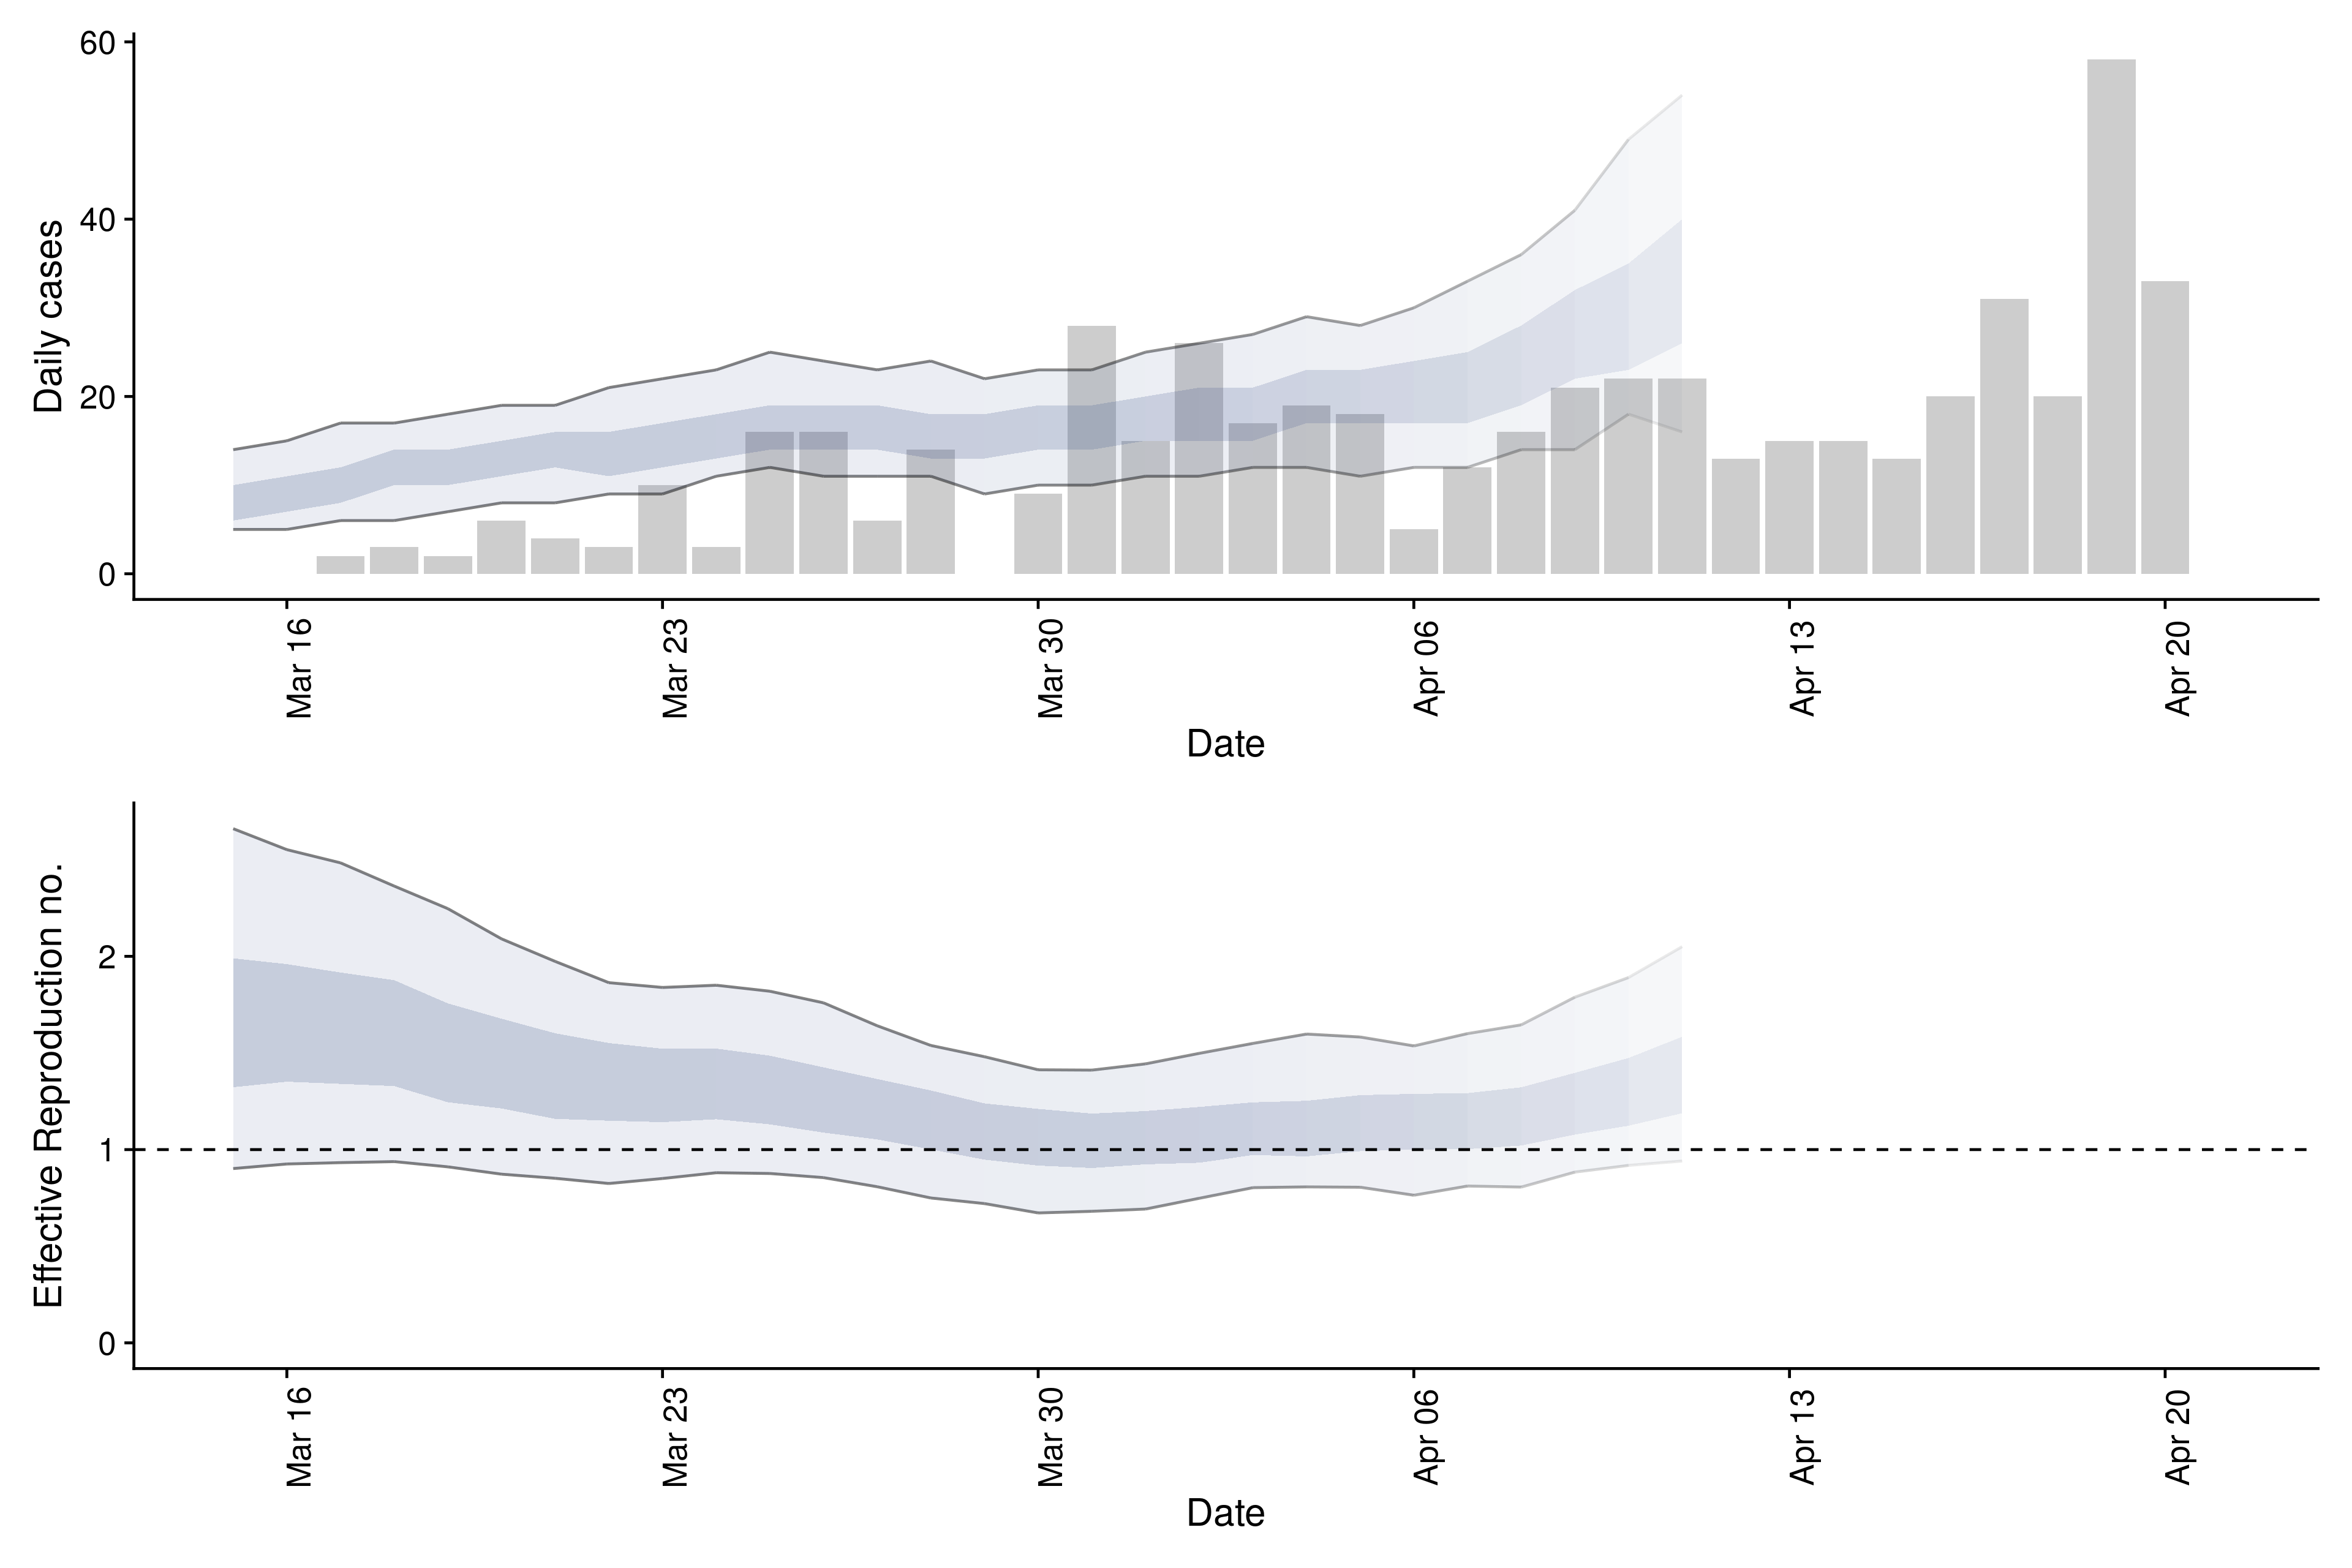 60
40
20
0
Daily cases
Mar 16
Mar 23
Mar 30
Apr 06
Apr 13
Apr 20
Date
2
1
0
Effective Reproduction no.
Mar 16
Mar 23
Mar 30
Apr 06
Apr 13
Apr 20
Date